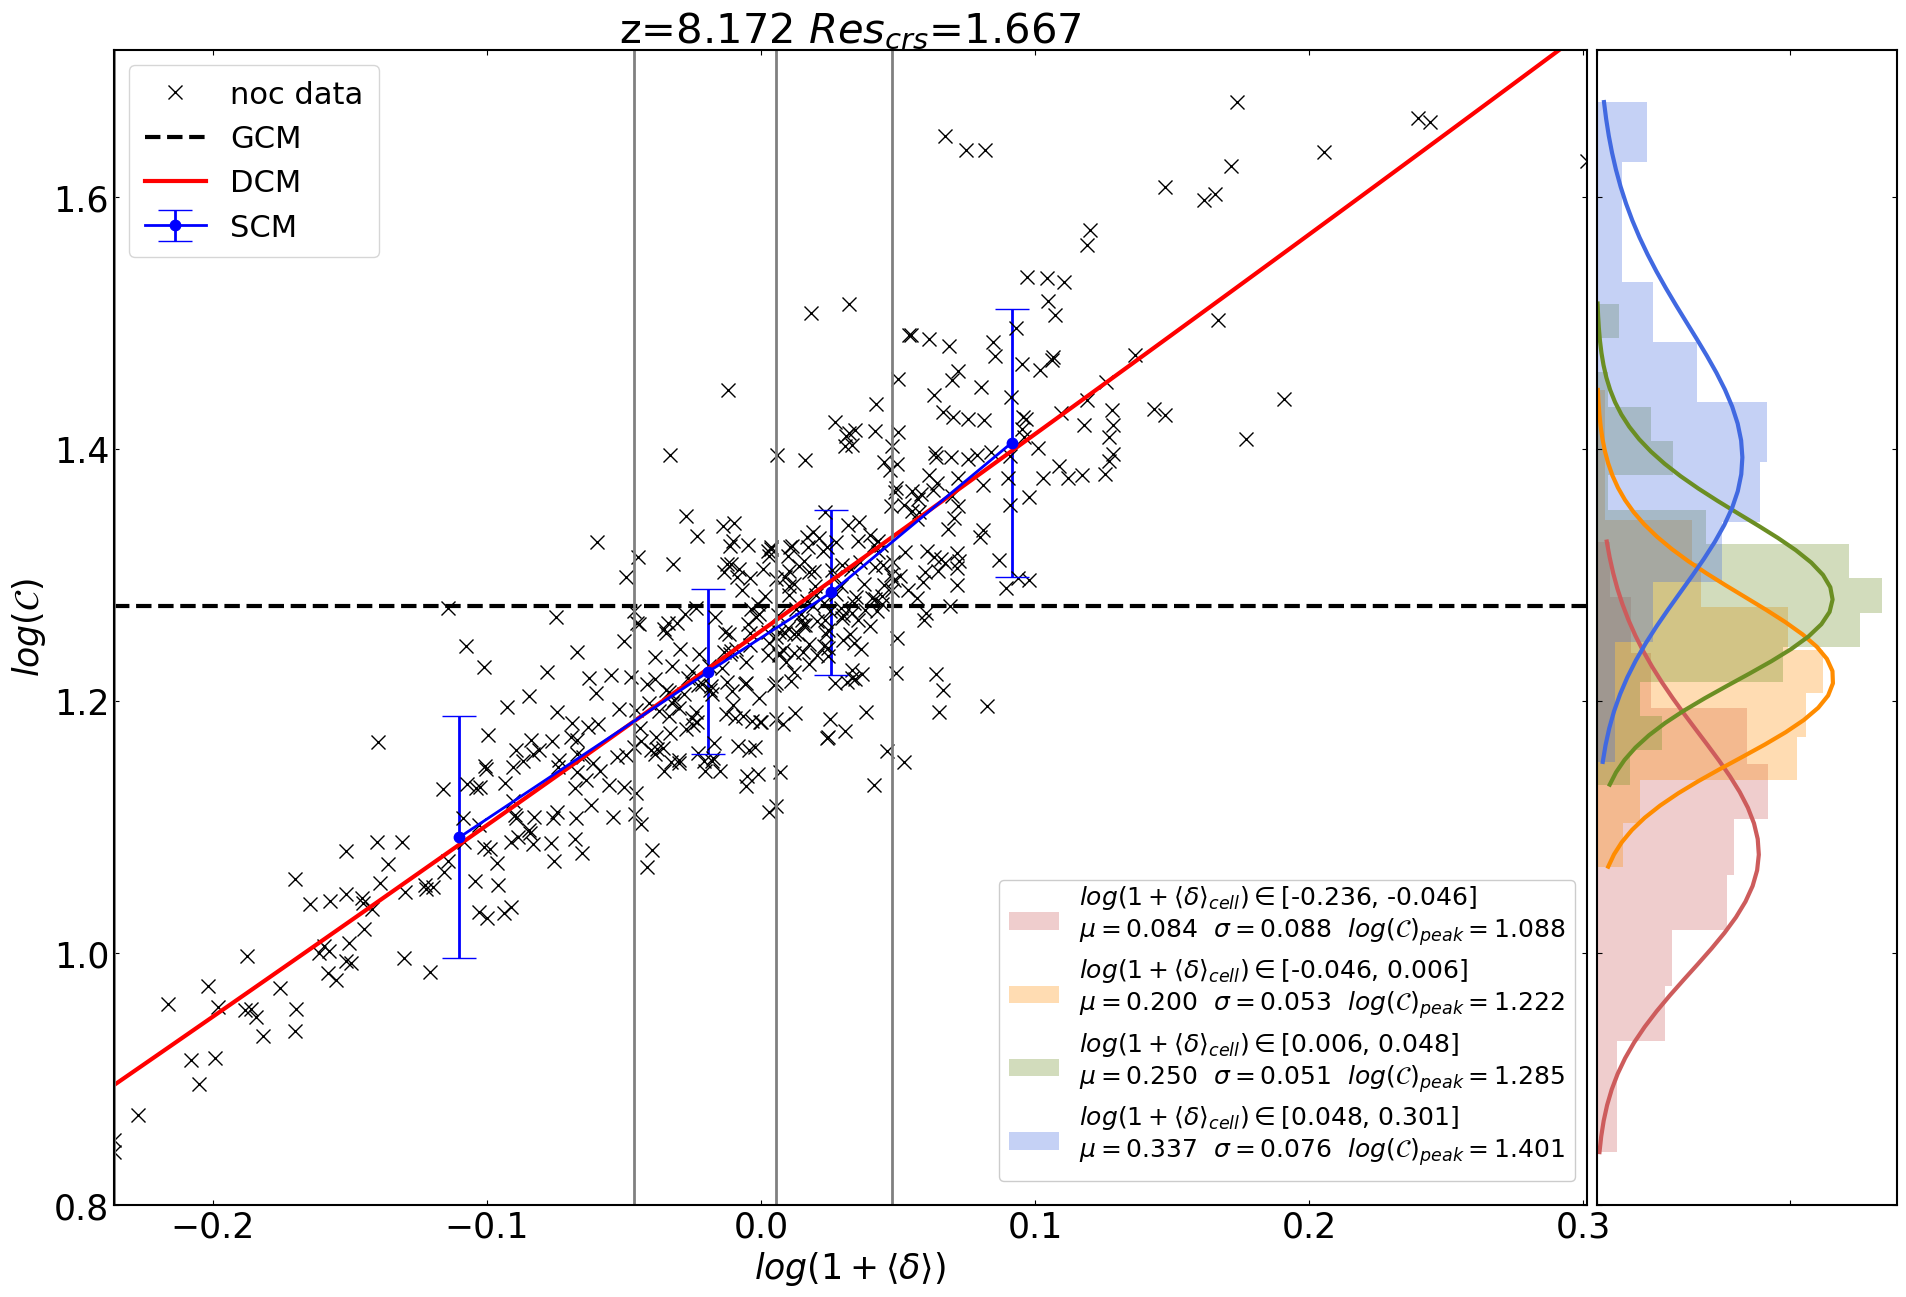 z=8.172 Res_crs=1.667
noc data
GCM
DCM
SCM
log(𝒞)
1.6
1.4
1.2
1.0
0.8
log(1 + ⟨δ⟩_cell) ∈ [-0.236, -0.046]
μ = 0.084 σ = 0.088 log(𝒞)_peak = 1.088
log(1 + ⟨δ⟩_cell) ∈ [-0.046, 0.006]
μ = 0.200 σ = 0.053 log(𝒞)_peak = 1.222
log(1 + ⟨δ⟩_cell) ∈ [0.006, 0.048]
μ = 0.250 σ = 0.051 log(𝒞)_peak = 1.285
log(1 + ⟨δ⟩_cell) ∈ [0.048, 0.301]
μ = 0.337 σ = 0.076 log(𝒞)_peak = 1.401
−0.2 −0.1 0.0 0.1 0.2 0.3
log(1 + ⟨δ⟩)